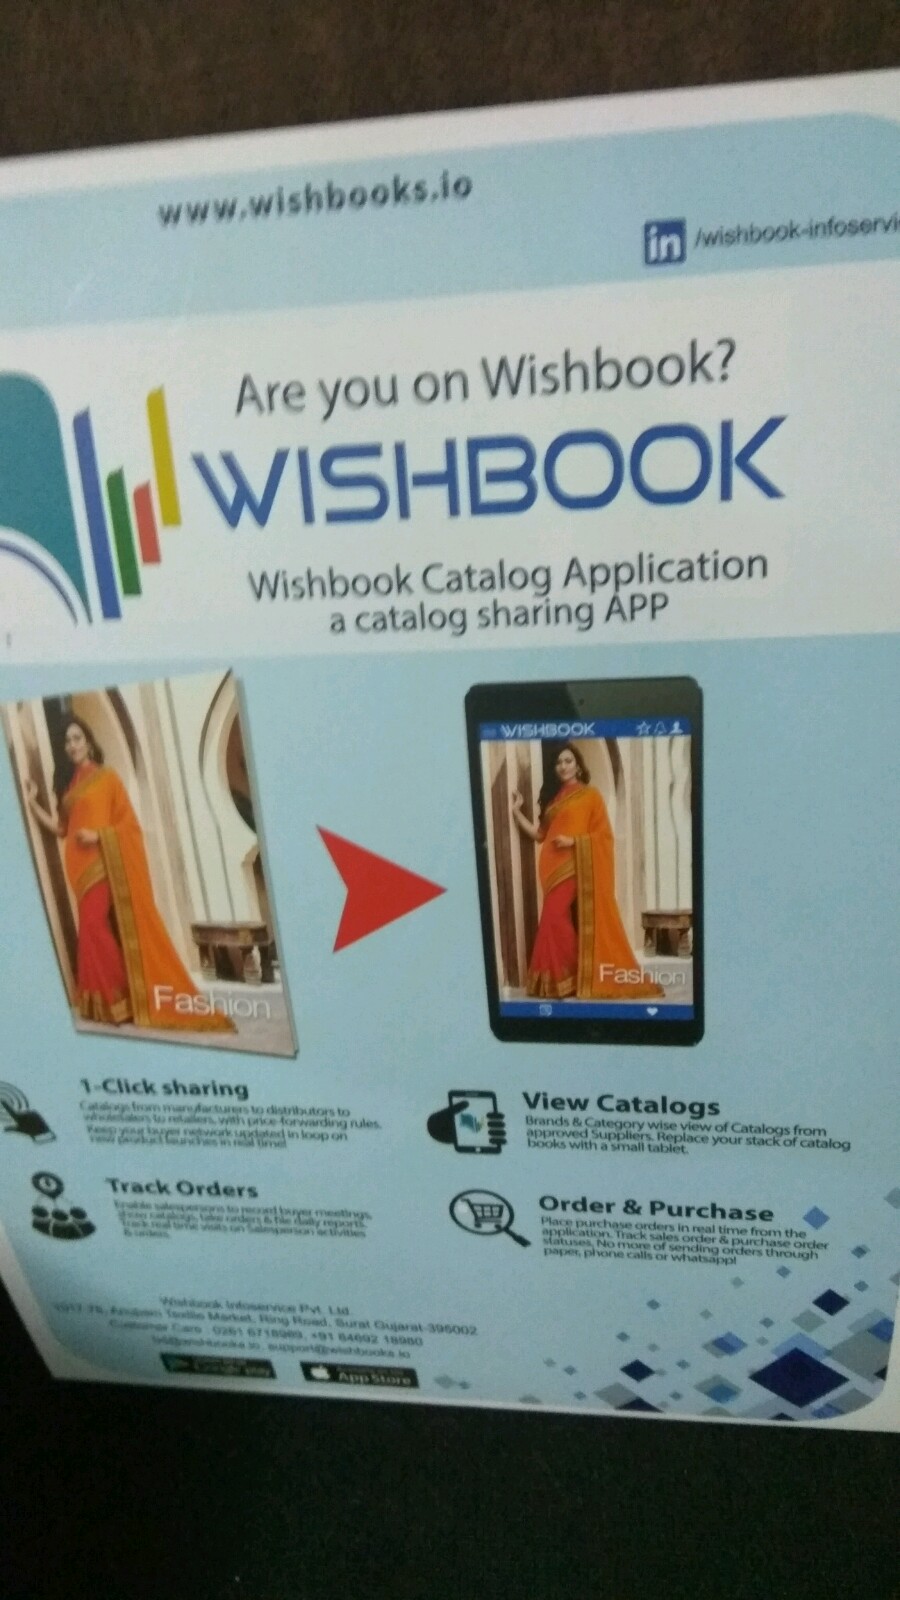 www.wishbooks.io
in /wishbook-infoservi
Are you on Wishbook?
WISHBOOK
Wishbook Catalog Application
a catalog sharing APP
WISHBOOK
Fashion
Fashion
1-Click sharing
Catalogs from manufacturers to distributors to
wholesalers to retailers, with price forwarding rules.
Keep your buyer network updated in loop on
new product launches in real time!
View Catalogs
Brands & Category wise view of Catalogs from
approved Suppliers. Replace your stack of catalog
books with a small tablet.
Track Orders
Enable salespersons to record buyer meetings,
show catalogs, take orders & file daily reports.
Track real time visits on Salesperson activities
& orders.
Order & Purchase
Place purchase orders in real time from the
application. Track sales order & purchase order
statuses. No more of sending orders through
paper, phone calls or whatsapp!
Wishbook Infoservice Pvt. Ltd.
Textile Market, Ring Road, Surat Gujarat-395002
Customer Care : 0261 6718989, +91 84692 18980
support@wishbooks.io
Google play
App Store